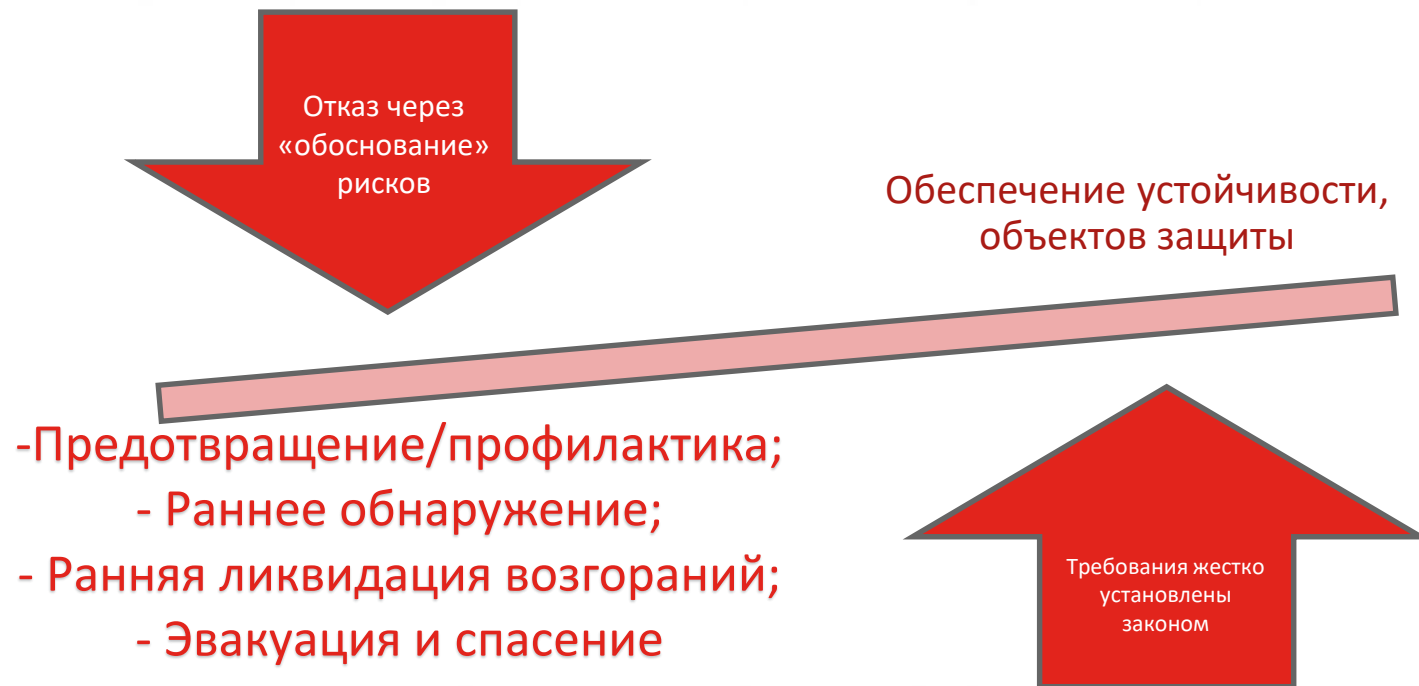 Отказ через
«обоснование»
рисков
Обеспечение устойчивости,
объектов защиты
-Предотвращение/профилактика;
- Раннее обнаружение;
- Ранняя ликвидация возгораний;
- Эвакуация и спасение
Требования жестко
установлены
законом